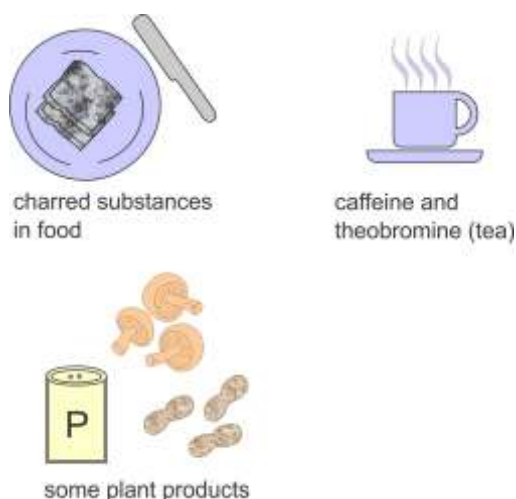 charred substances
in food
caffeine and
theobromine (tea)
P
some plant products